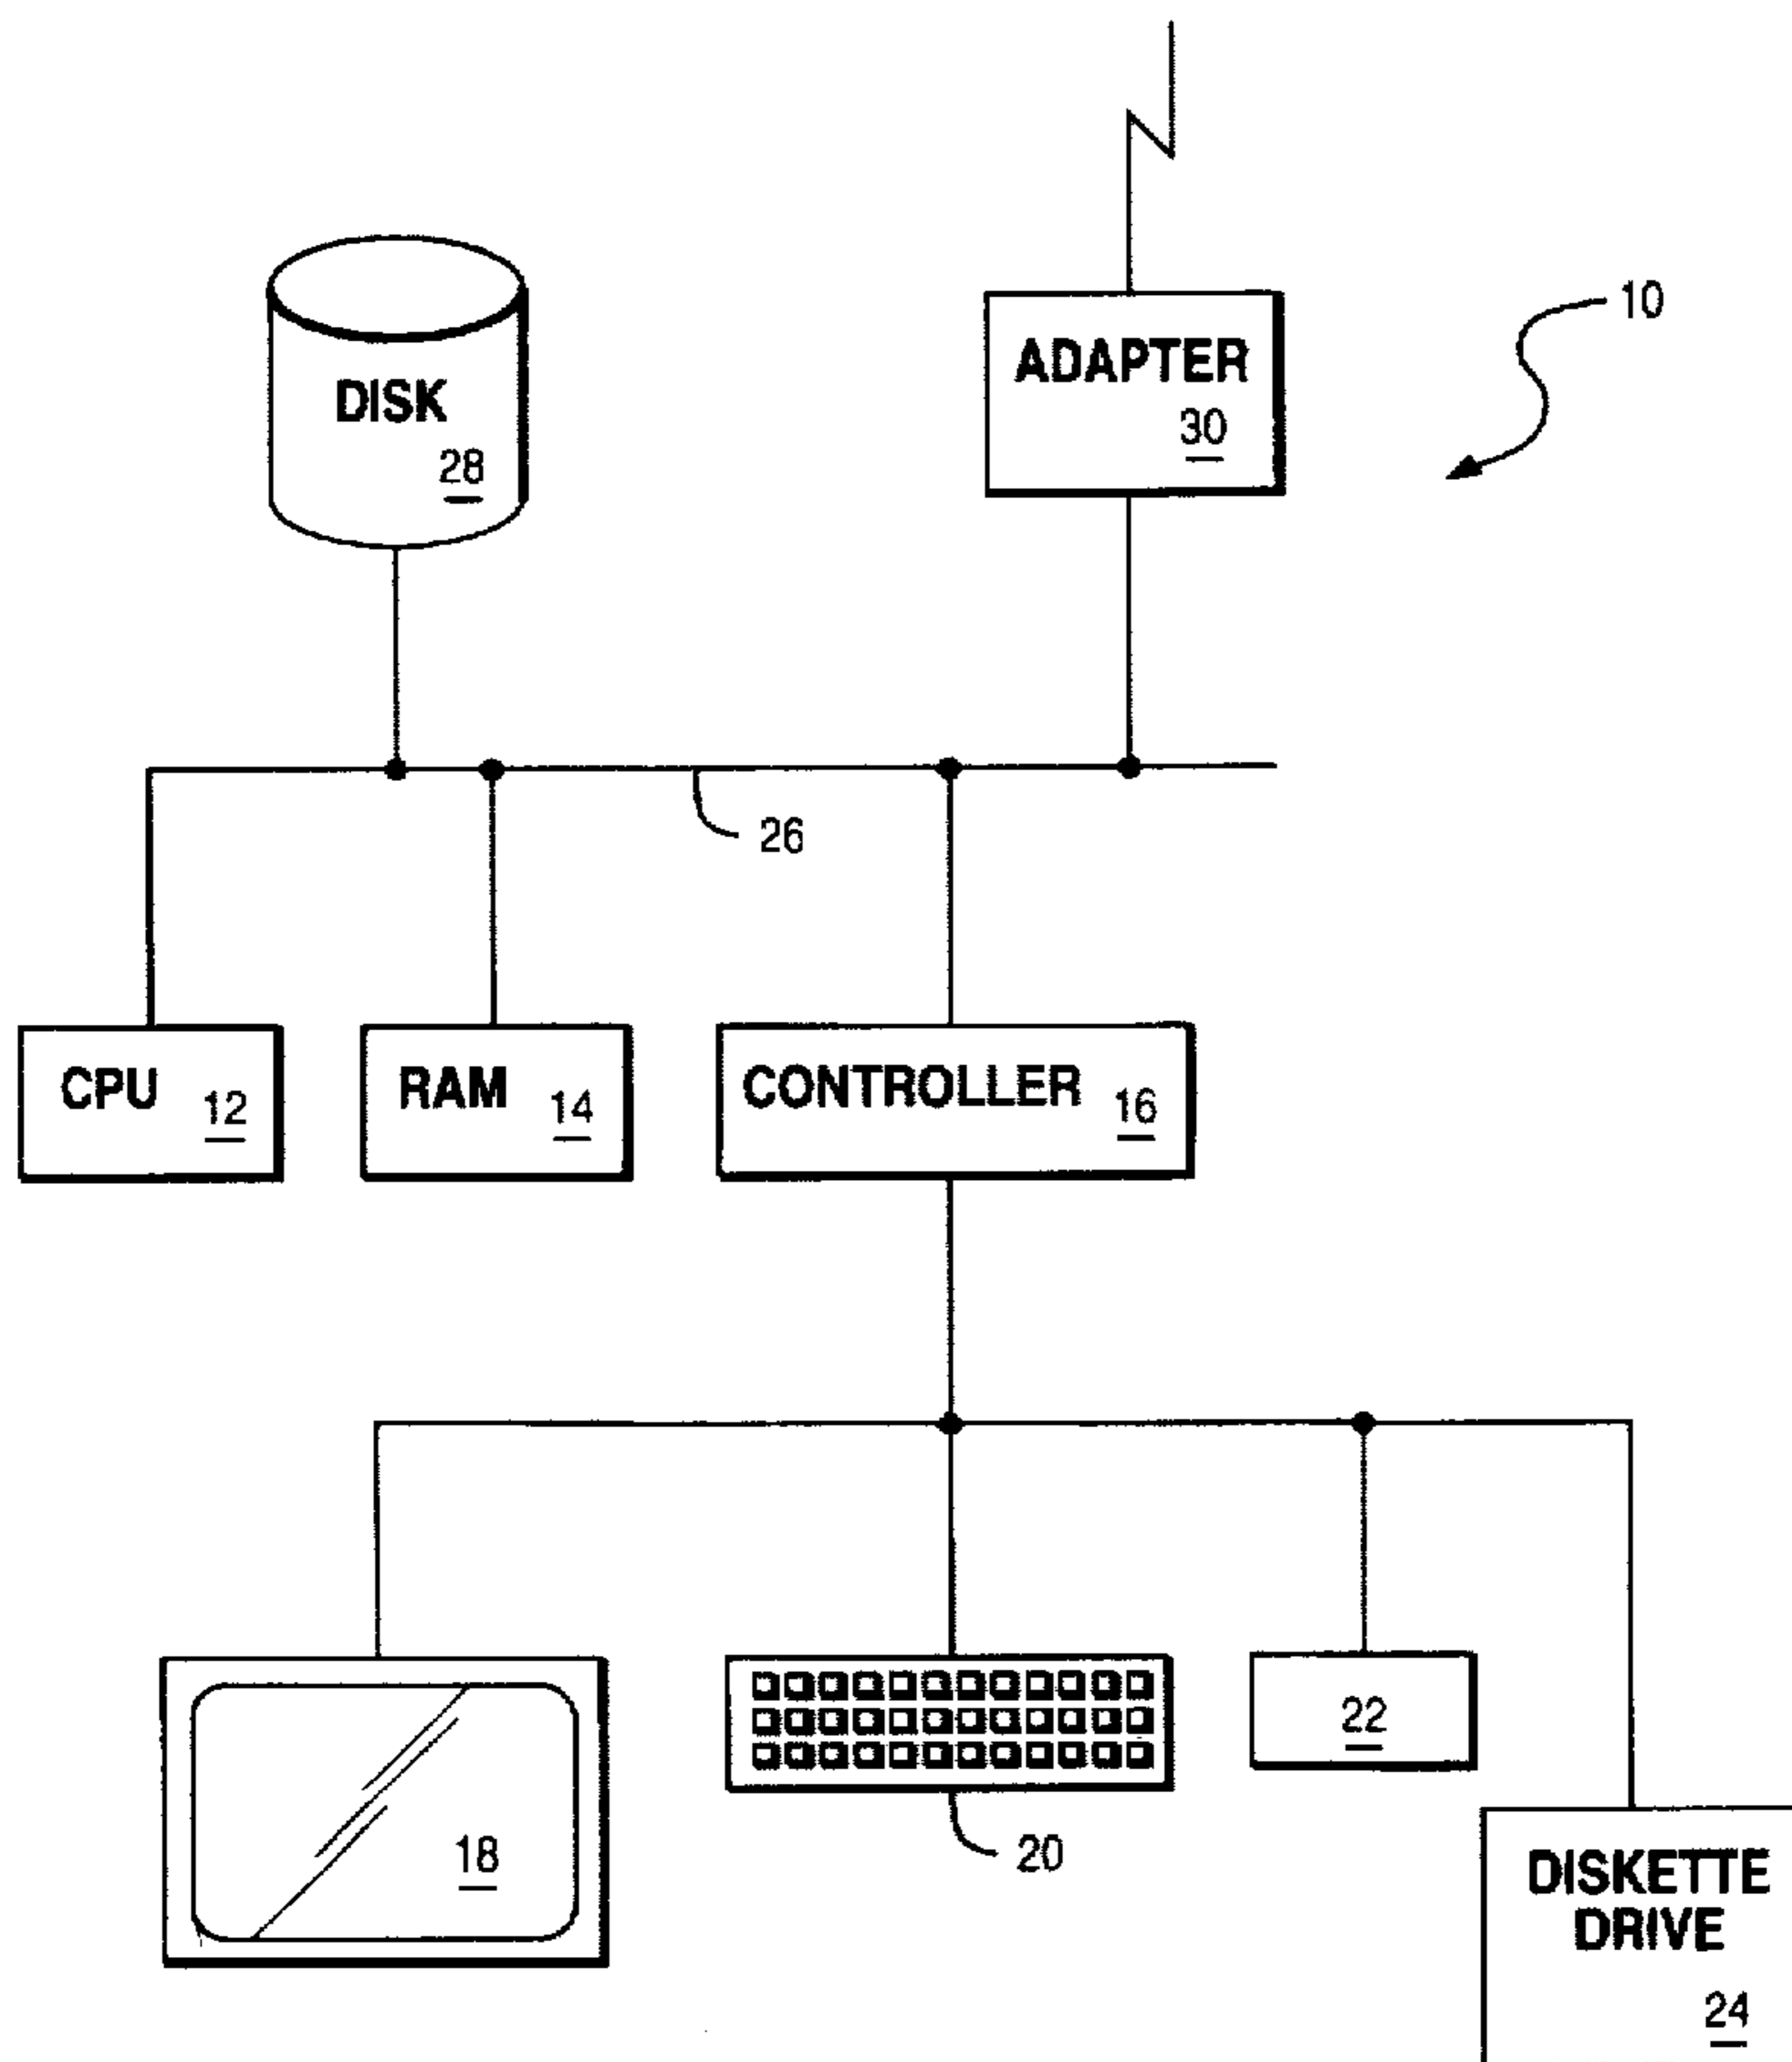 10
ADAPTER
30
DISK
28
26
CPU 12
RAM 14
CONTROLLER 16
22
18
20
DISKETTE
DRIVE
24